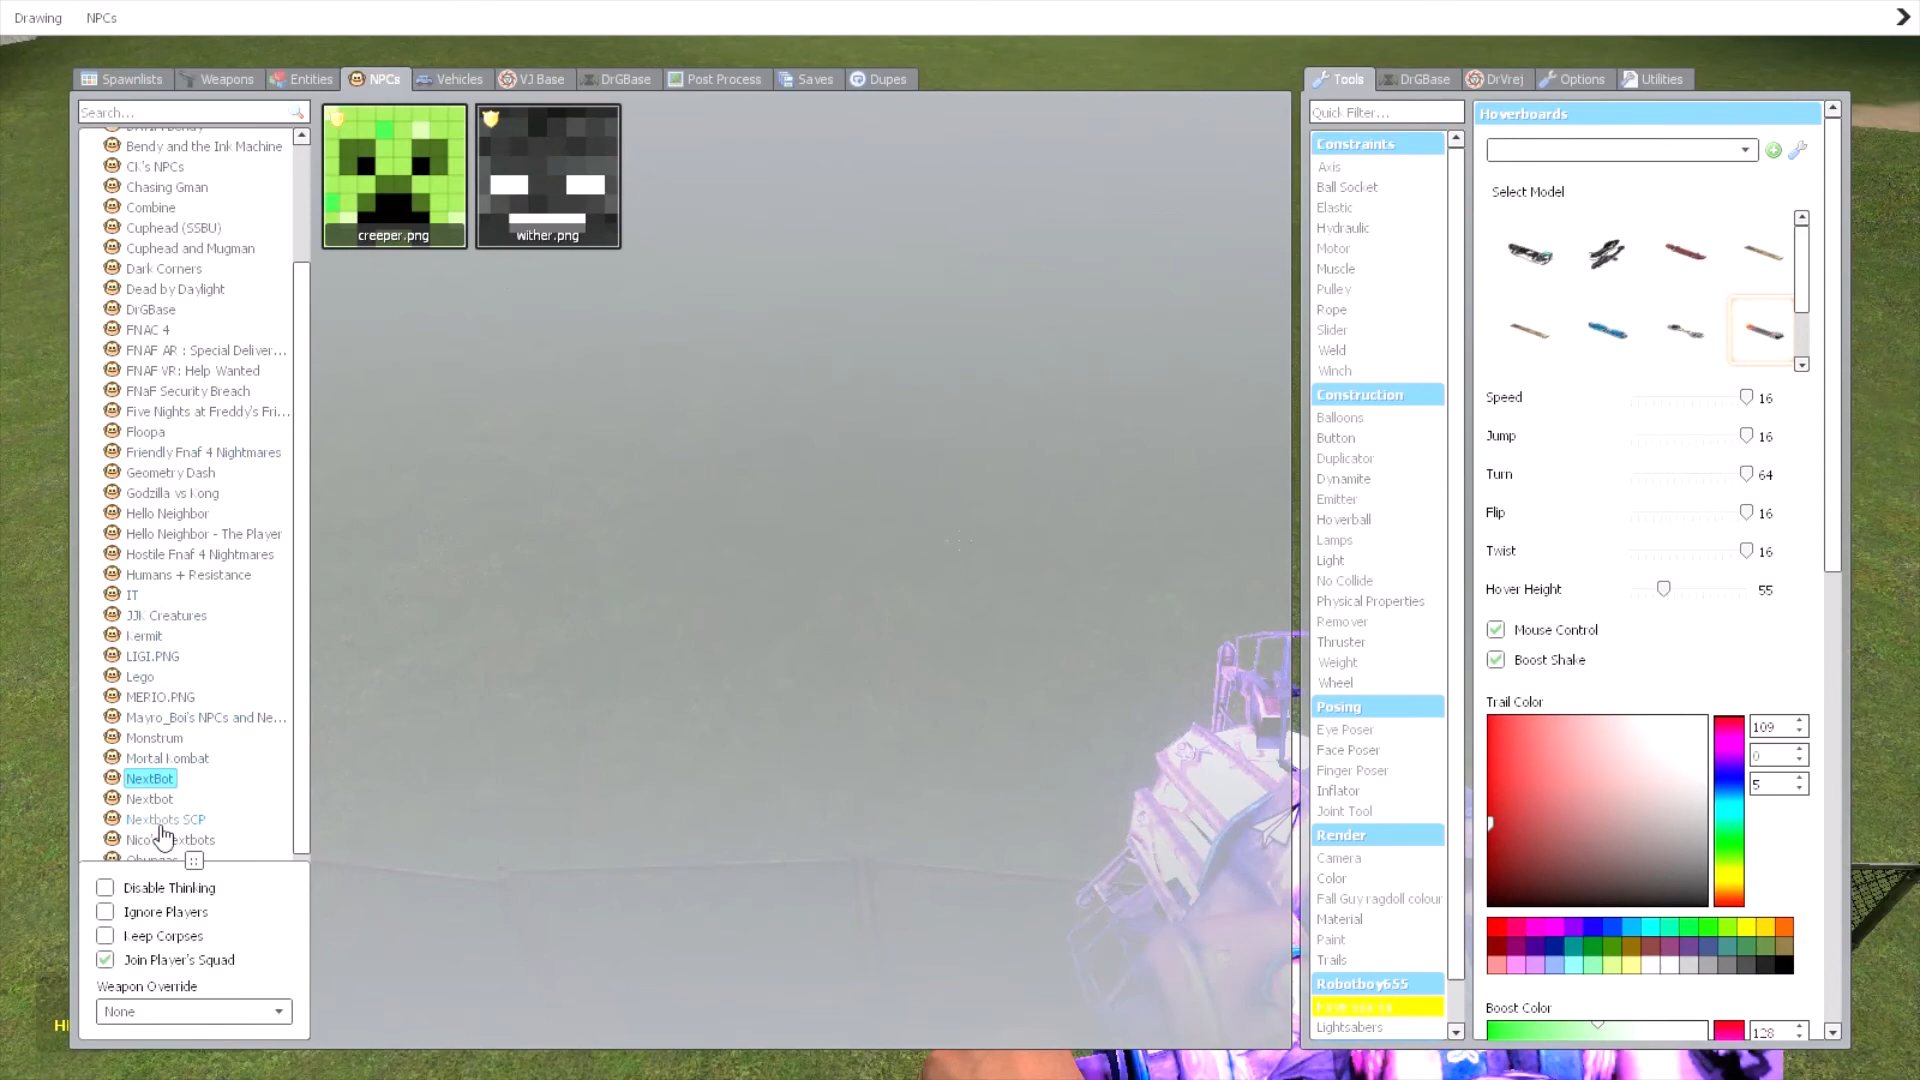 Drawing NPCs
Spawnlists Weapons Entities NPCs Vehicles VJ Base DrGBase Post Process Saves Dupes
Search...
Bendy and the Ink Machine
CK's NPCs
Chasing Gman
Combine
Cuphead (SSBU)
Cuphead and Mugman
Dark Corners
Dead by Daylight
DrGBase
FNAC 4
FNAF AR : Special Deliver...
FNAF VR: Help Wanted
FNaF Security Breach
Five Nights at Freddy's Fri...
Floopa
Friendly Fnaf 4 Nightmares
Geometry Dash
Godzilla vs Kong
Hello Neighbor
Hello Neighbor - The Player
Hostile Fnaf 4 Nightmares
Humans + Resistance
IT
JJK Creatures
Kermit
LIGI.PNG
Lego
MERIO.PNG
Mayro_Boi's NPCs and Ne...
Monstrum
Mortal Kombat
NextBot
Nextbot
Nextbots SCP
Disable Thinking
Ignore Players
Keep Corpses
Join Player's Squad
Weapon Override
None
creeper.png
wither.png
Tools DrGBase DrVrej Options Utilities
Quick Filter...
Constraints
Axis
Ball Socket
Elastic
Hydraulic
Motor
Muscle
Pulley
Rope
Slider
Weld
Winch
Construction
Balloons
Button
Duplicator
Dynamite
Emitter
Hoverball
Lamps
Light
No Collide
Physical Properties
Remover
Thruster
Weight
Wheel
Posing
Eye Poser
Face Poser
Finger Poser
Inflator
Joint Tool
Render
Camera
Color
Fall Guy ragdoll colour
Material
Paint
Trails
Robotboy655
Lightsabers
Hoverboards
Select Model
Speed 16
Jump 16
Turn 64
Flip 16
Twist 16
Hover Height 55
Mouse Control
Boost Shake
Trail Color
109
0
5
Boost Color
128